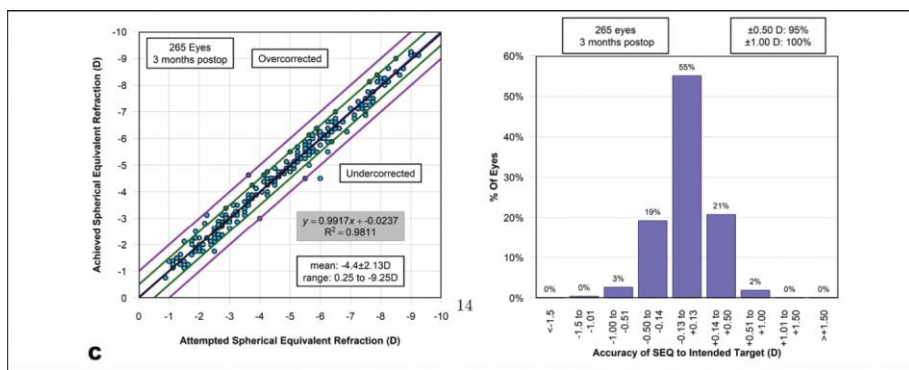 265 Eyes
3 months postop
Overcorrected
Undercorrected
y = 0.9917x + -0.0237
R² = 0.9811
mean: -4.4±2.13D
range: 0.25 to -9.25D
Achieved Spherical Equivalent Refraction (D)
-10
-9
-8
-7
-6
-5
-4
-3
-2
-1
0
0 -1 -2 -3 -4 -5 -6 -7 -8 -9 -10
Attempted Spherical Equivalent Refraction (D)
C
14
265 eyes
3 months postop
±0.50 D: 95%
±1.00 D: 100%
% Of Eyes
60%
50%
40%
30%
20%
10%
0%
0% 0% 3% 19% 55% 21% 2% 0% 0%
<-1.5
-1.5 to -1.01
-1.00 to -0.51
-0.50 to -0.14
-0.13 to +0.13
+0.14 to +0.50
+0.51 to +1.00
+1.01 to +1.50
>+1.50
Accuracy of SEQ to Intended Target (D)